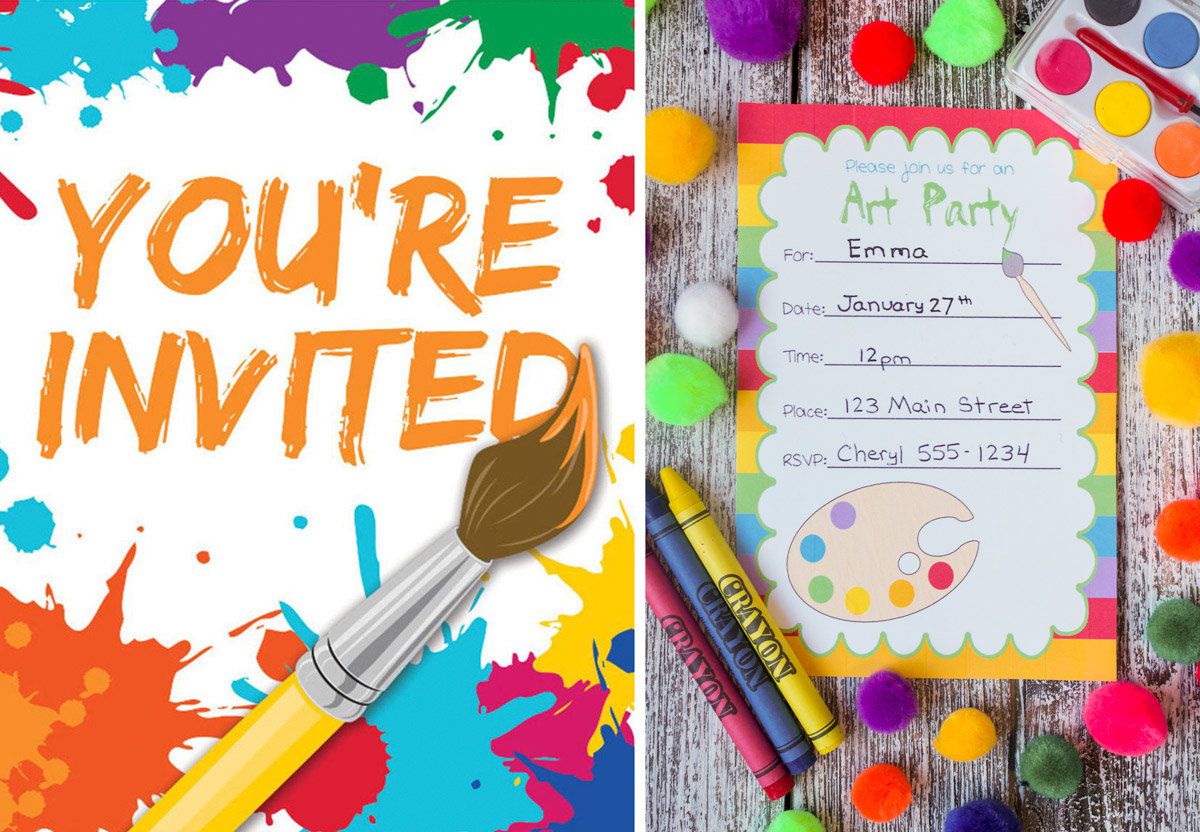 YOU'RE
INVITED
Please join us for an
Art Party
For: Emma
Date: January 27th
Time: 12pm
Place: 123 Main Street
RSVP: Cheryl 555-1234
CRAYON
CRAYON
CRAYON